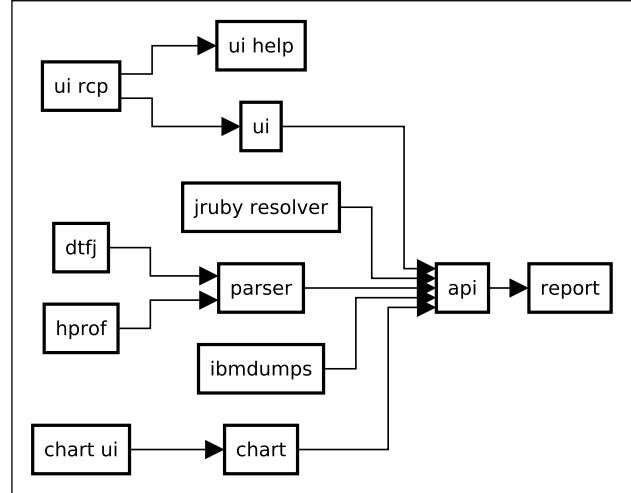 ui help
ui rcp
ui
jruby resolver
dtfj
parser
api
report
hprof
ibmdumps
chart ui
chart